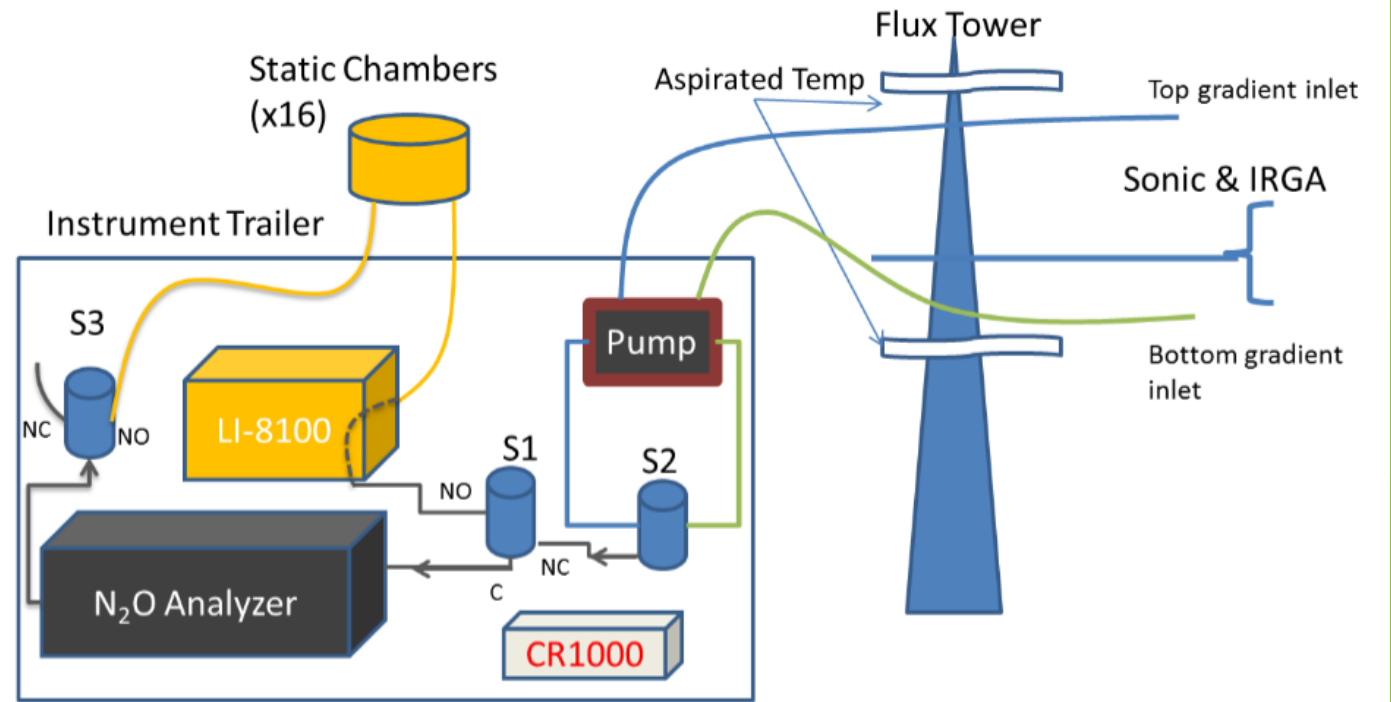 Flux Tower
Static Chambers
(x16)
Aspirated Temp
Top gradient inlet
Sonic & IRGA
Instrument Trailer
S3
Pump
Bottom gradient
inlet
NC
NO
LI-8100
S1
S2
NO
NC
C
N₂O Analyzer
CR1000